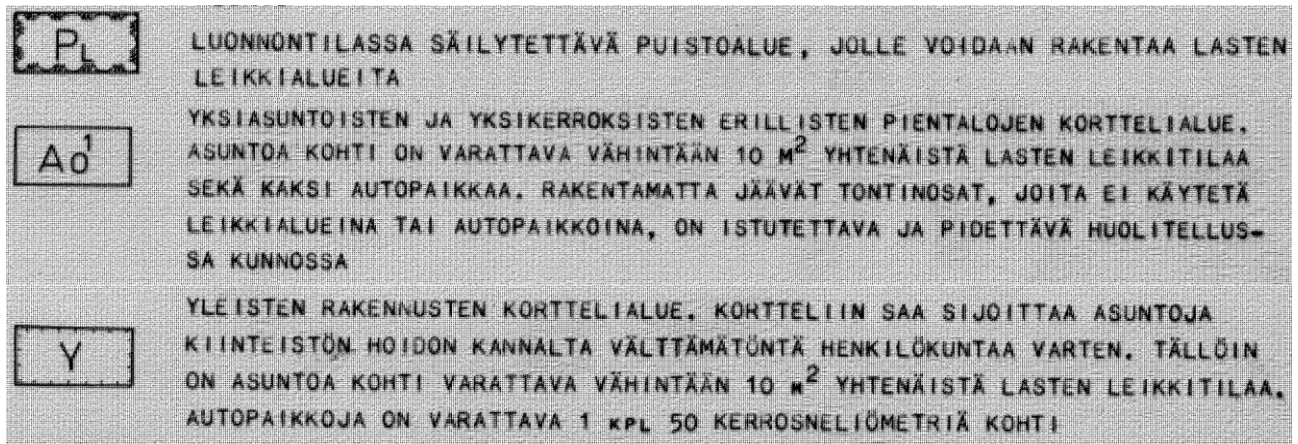 PL LUONNONTILASSA SÄILYTETTÄVÄ PUISTOALUE, JOLLE VOIDAAN RAKENTAA LASTEN
LEIKKIALUEITA
YKSIASUNTOISTEN JA YKSIKERROKSISTEN ERILLISTEN PIENTALOJEN KORTTELIALUE.
AO¹ ASUNTOA KOHTI ON VARATTAVA VÄHINTÄÄN 10 M² YHTENÄISTÄ LASTEN LEIKKITILAA
SEKÄ KAKSI AUTOPAIKKAA. RAKENTAMATTA JÄÄVÄT TONTINOSAT, JOITA EI KÄYTETÄ
LEIKKIALUEINA TAI AUTOPAIKKOINA, ON ISTUTETTAVA JA PIDETTÄVÄ HUOLITELLUS-
SA KUNNOSSA
YLEISTEN RAKENNUSTEN KORTTELIALUE. KORTTELIIN SAA SIJOITTAA ASUNTOJA
Y KIINTEISTÖN HOIDON KANNALTA VÄLTTÄMÄTÖNTÄ HENKILÖKUNTAA VARTEN. TÄLLÖIN
ON ASUNTOA KOHTI VARATTAVA VÄHINTÄÄN 10 M² YHTENÄISTÄ LASTEN LEIKKITILAA.
AUTOPAIKKOJA ON VARATTAVA 1 KPL 50 KERROSNELIÖMETRIÄ KOHTI